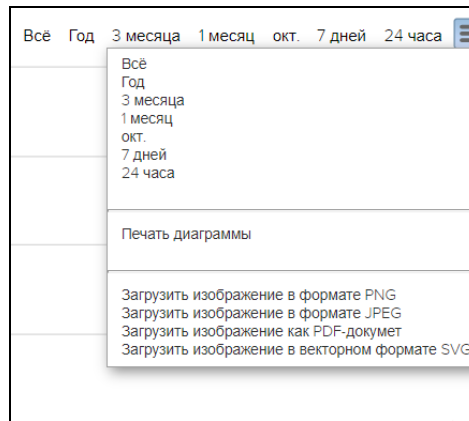 Всё Год 3 месяца 1 месяц окт. 7 дней 24 часа
Всё
Год
3 месяца
1 месяц
окт.
7 дней
24 часа
Печать диаграммы
Загрузить изображение в формате PNG
Загрузить изображение в формате JPEG
Загрузить изображение как PDF-докумет
Загрузить изображение в векторном формате SVG